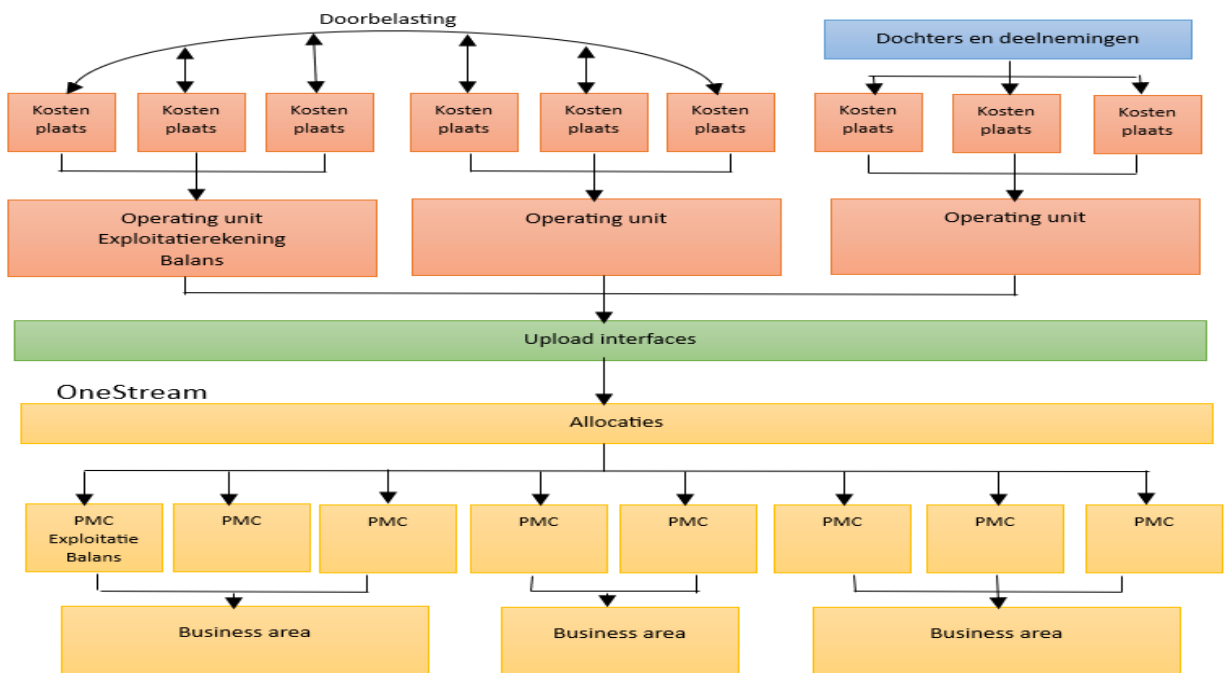 Doorbelasting
Dochters en deelnemingen
Kosten
plaats
Kosten
plaats
Kosten
plaats
Kosten
plaats
Kosten
plaats
Kosten
plaats
Kosten
plaats
Kosten
plaats
Kosten
plaats
Operating unit
Exploitatierekening
Balans
Operating unit
Operating unit
Upload interfaces
OneStream
Allocaties
PMC
Exploitatie
Balans
PMC
PMC
PMC
PMC
PMC
PMC
PMC
Business area
Business area
Business area